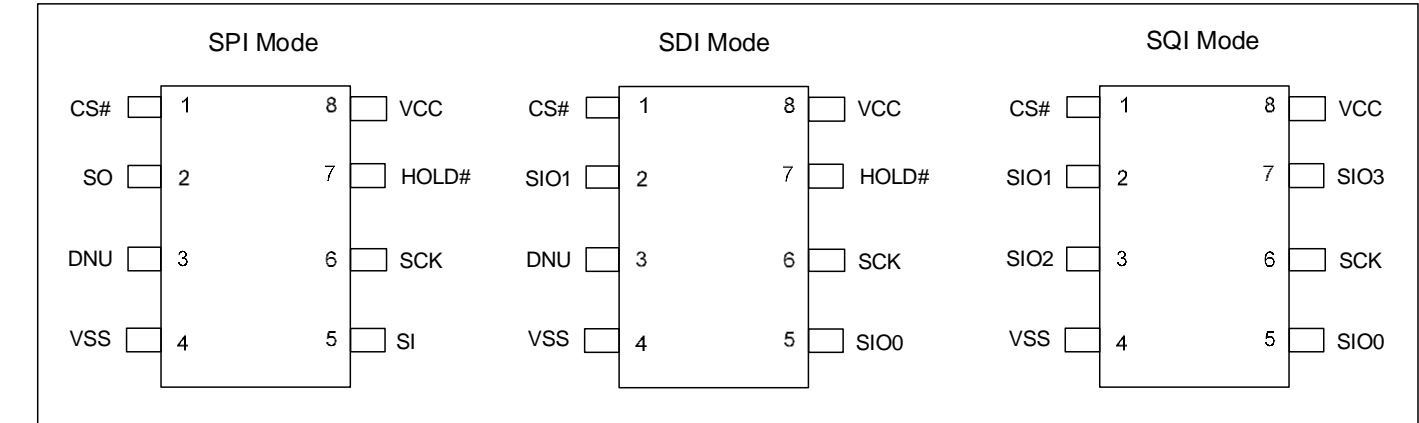 SPI Mode
CS# 1 8 VCC
SO 2 7 HOLD#
DNU 3 6 SCK
VSS 4 5 SI
SDI Mode
CS# 1 8 VCC
SIO1 2 7 HOLD#
DNU 3 6 SCK
VSS 4 5 SIO0
SQI Mode
CS# 1 8 VCC
SIO1 2 7 SIO3
SIO2 3 6 SCK
VSS 4 5 SIO0